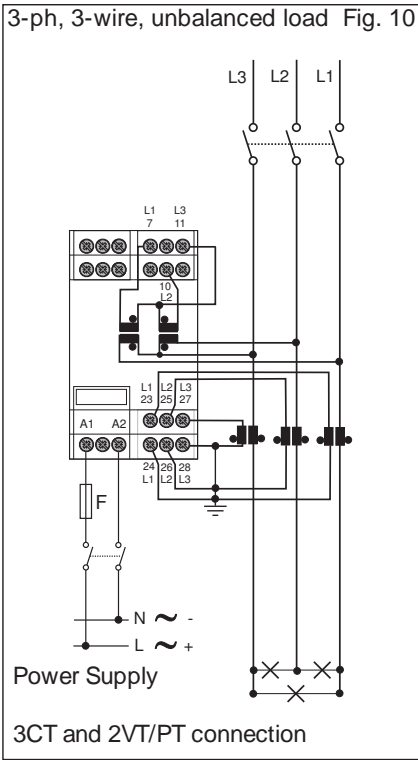 3-ph, 3-wire, unbalanced load Fig. 10
L3 L2 L1
L1 L3
7 11
10
L2
L1 L2 L3
23 25 27
A1 A2
24 26 28
L1 L2 L3
F
N ~ -
L ~ +
Power Supply
3CT and 2VT/PT connection